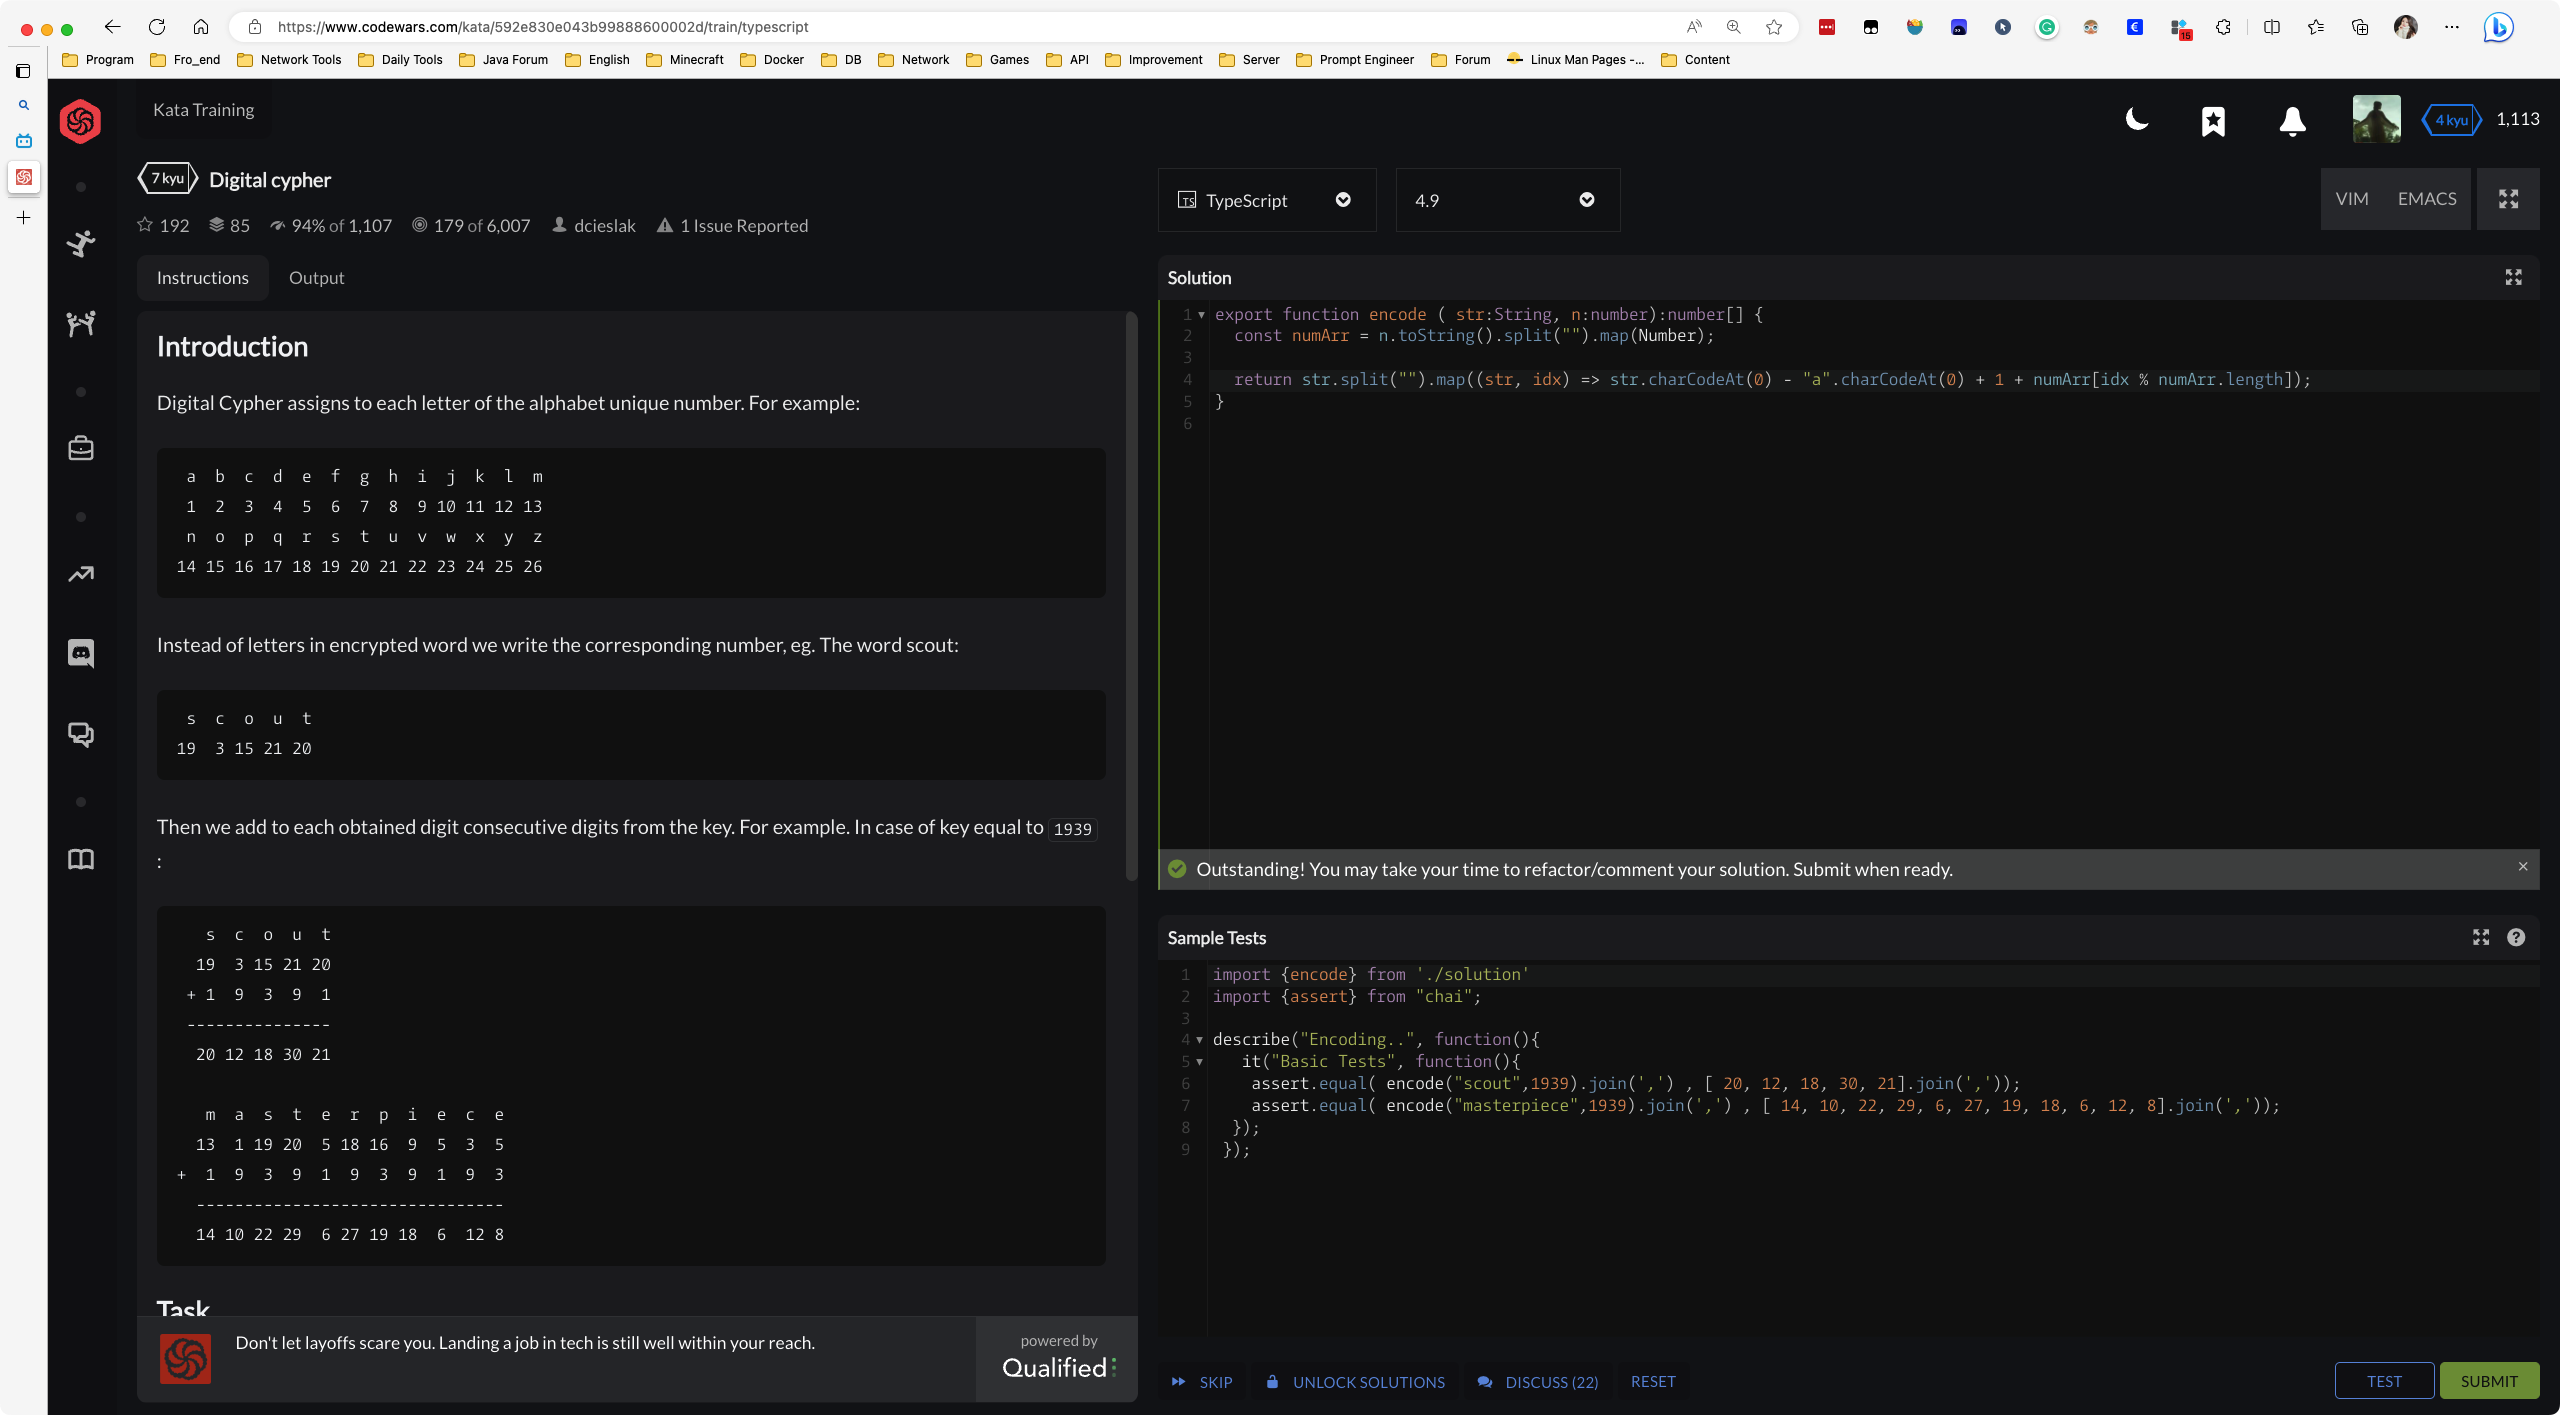 https://www.codewars.com/kata/592e830e043b99888600002d/train/typescript
15
Program Fro_end Network Tools Daily Tools Java Forum English Minecraft Docker DB Network Games API Improvement Server Prompt Engineer Forum Linux Man Pages -... Content
Kata Training
4 kyu 1,113
7 kyu Digital cypher
192 85 94% of 1,107 179 of 6,007 dcieslak 1 Issue Reported
Instructions Output
Introduction
Digital Cypher assigns to each letter of the alphabet unique number. For example:
a b c d e f g h i j k l m
1 2 3 4 5 6 7 8 9 10 11 12 13
n o p q r s t u v w x y z
14 15 16 17 18 19 20 21 22 23 24 25 26
Instead of letters in encrypted word we write the corresponding number, eg. The word scout:
s c o u t
19 3 15 21 20
Then we add to each obtained digit consecutive digits from the key. For example. In case of key equal to 1939
:
s c o u t
19 3 15 21 20
+ 1 9 3 9 1
---------------
20 12 18 30 21
m a s t e r p i e c e
13 1 19 20 5 18 16 9 5 3 5
+ 1 9 3 9 1 9 3 9 1 9 3
--------------------------------
14 10 22 29 6 27 19 18 6 12 8
Task
Don't let layoffs scare you. Landing a job in tech is still well within your reach.
powered by
Qualified
TypeScript 4.9
VIM EMACS
Solution
1 export function encode ( str:String, n:number):number[] {
2 const numArr = n.toString().split("").map(Number);
3
4 return str.split("").map((str, idx) => str.charCodeAt(0) - "a".charCodeAt(0) + 1 + numArr[idx % numArr.length]);
5 }
6
Outstanding! You may take your time to refactor/comment your solution. Submit when ready.
Sample Tests
1 import {encode} from './solution'
2 import {assert} from "chai";
3
4 describe("Encoding..", function(){
5 it("Basic Tests", function(){
6 assert.equal( encode("scout",1939).join(',') , [ 20, 12, 18, 30, 21].join(','));
7 assert.equal( encode("masterpiece",1939).join(',') , [ 14, 10, 22, 29, 6, 27, 19, 18, 6, 12, 8].join(','));
8 });
9 });
SKIP UNLOCK SOLUTIONS DISCUSS (22) RESET TEST SUBMIT